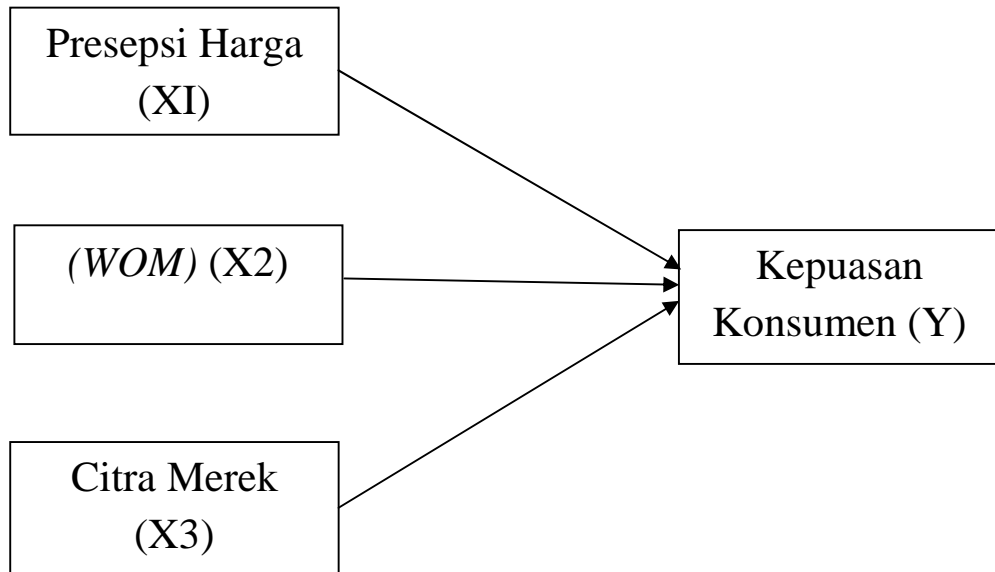 Presepsi Harga
(XI)
(WOM) (X2)
Kepuasan
Konsumen (Y)
Citra Merek
(X3)